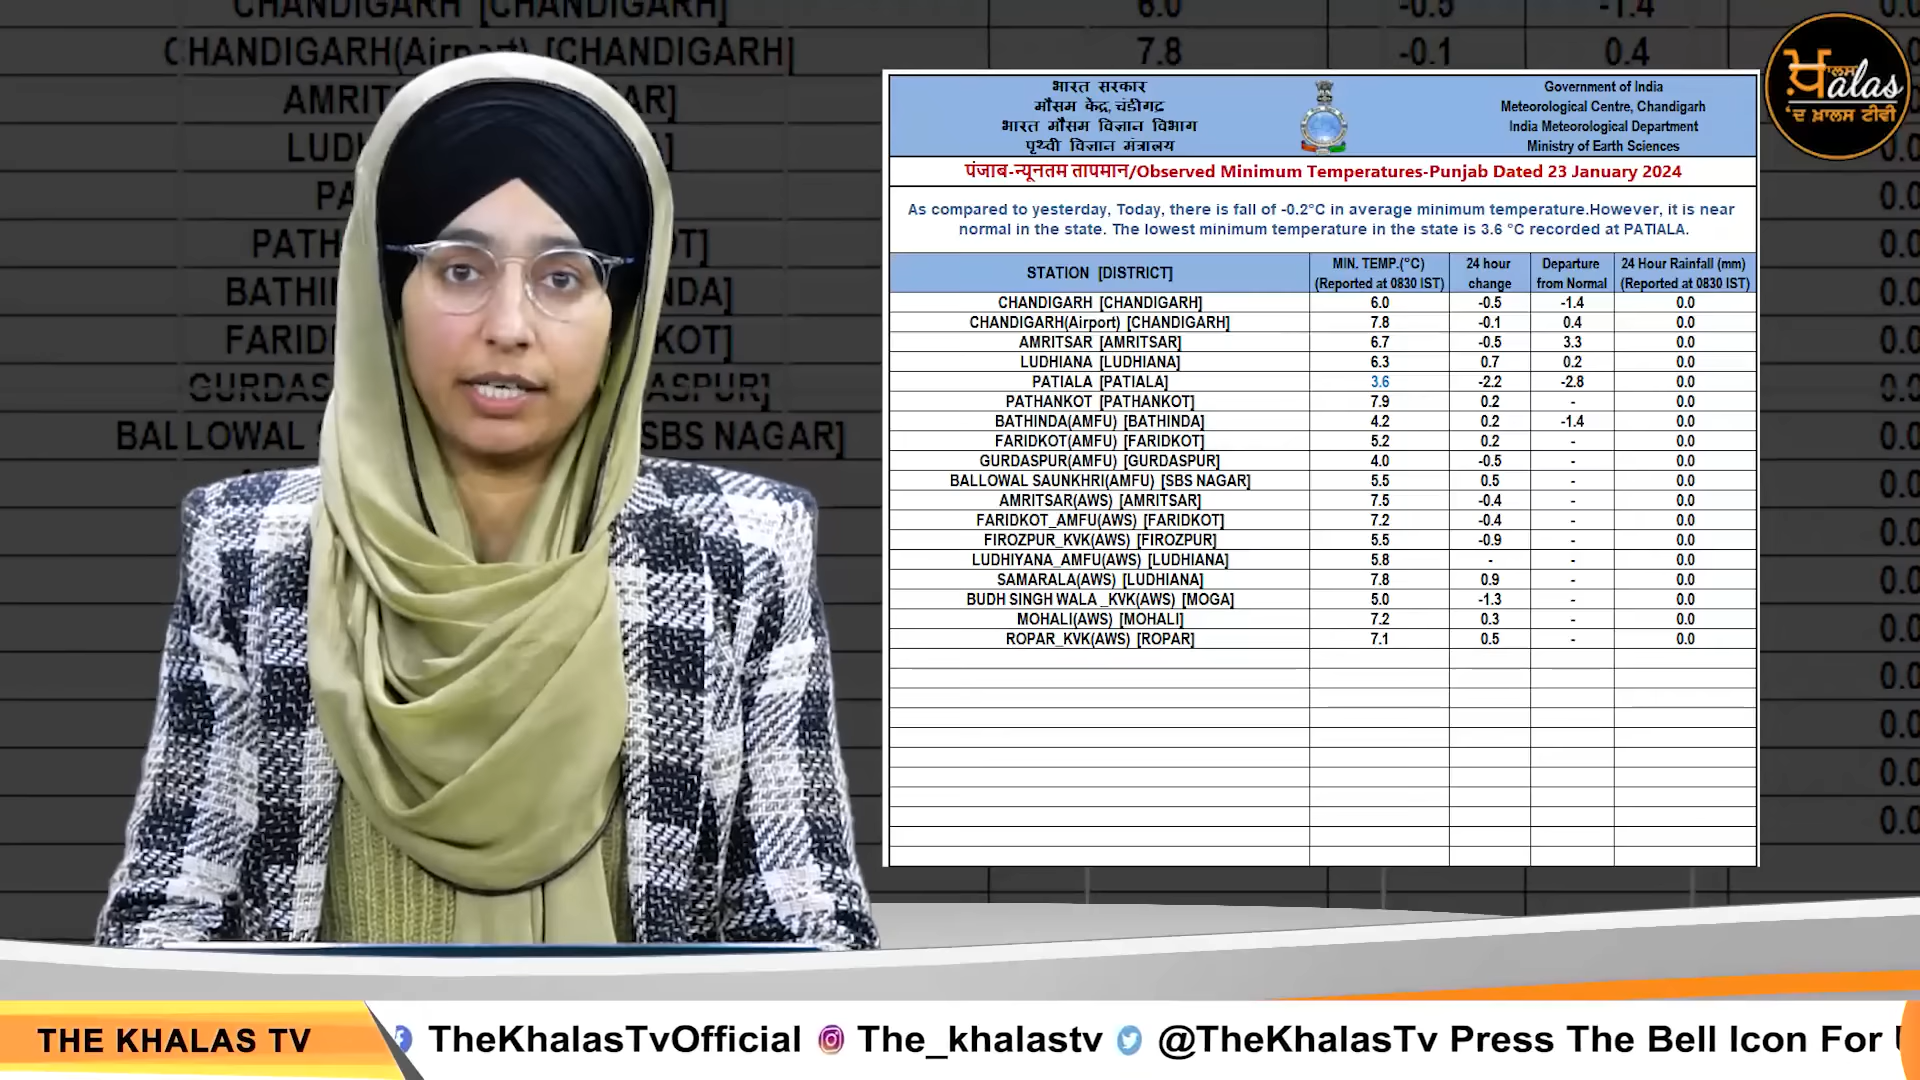 CHANDIGARH [CHANDIGARH] 6.0 -0.5 -1.4
CHANDIGARH(Airport) [CHANDIGARH] 7.8 -0.1 0.4
ਖ਼ਾਲਸ alas
'ਦ ਖ਼ਾਲਸ ਟੀਵੀ
भारत सरकार
मौसम केंद्र, चंडीगढ़
भारत मौसम विज्ञान विभाग
पृथ्वी विज्ञान मंत्रालय
Government of India
Meteorological Centre, Chandigarh
India Meteorological Department
Ministry of Earth Sciences
पंजाब-न्यूनतम तापमान/Observed Minimum Temperatures-Punjab Dated 23 January 2024
As compared to yesterday, Today, there is fall of -0.2°C in average minimum temperature.However, it is near
normal in the state. The lowest minimum temperature in the state is 3.6 °C recorded at PATIALA.
STATION [DISTRICT] MIN. TEMP.(°C) (Reported at 0830 IST) 24 hour change Departure from Normal 24 Hour Rainfall (mm) (Reported at 0830 IST)
CHANDIGARH [CHANDIGARH] 6.0 -0.5 -1.4 0.0
CHANDIGARH(Airport) [CHANDIGARH] 7.8 -0.1 0.4 0.0
AMRITSAR [AMRITSAR] 6.7 -0.5 3.3 0.0
LUDHIANA [LUDHIANA] 6.3 0.7 0.2 0.0
PATIALA [PATIALA] 3.6 -2.2 -2.8 0.0
PATHANKOT [PATHANKOT] 7.9 0.2 - 0.0
BATHINDA(AMFU) [BATHINDA] 4.2 0.2 -1.4 0.0
FARIDKOT(AMFU) [FARIDKOT] 5.2 0.2 - 0.0
GURDASPUR(AMFU) [GURDASPUR] 4.0 -0.5 - 0.0
BALLOWAL SAUNKHRI(AMFU) [SBS NAGAR] 5.5 0.5 - 0.0
AMRITSAR(AWS) [AMRITSAR] 7.5 -0.4 - 0.0
FARIDKOT_AMFU(AWS) [FARIDKOT] 7.2 -0.4 - 0.0
FIROZPUR_KVK(AWS) [FIROZPUR] 5.5 -0.9 - 0.0
LUDHIYANA_AMFU(AWS) [LUDHIANA] 5.8 - - 0.0
SAMARALA(AWS) [LUDHIANA] 7.8 0.9 - 0.0
BUDH SINGH WALA _KVK(AWS) [MOGA] 5.0 -1.3 - 0.0
MOHALI(AWS) [MOHALI] 7.2 0.3 - 0.0
ROPAR_KVK(AWS) [ROPAR] 7.1 0.5 - 0.0
THE KHALAS TV
TheKhalasTvOfficial The_khalastv @TheKhalasTv Press The Bell Icon For